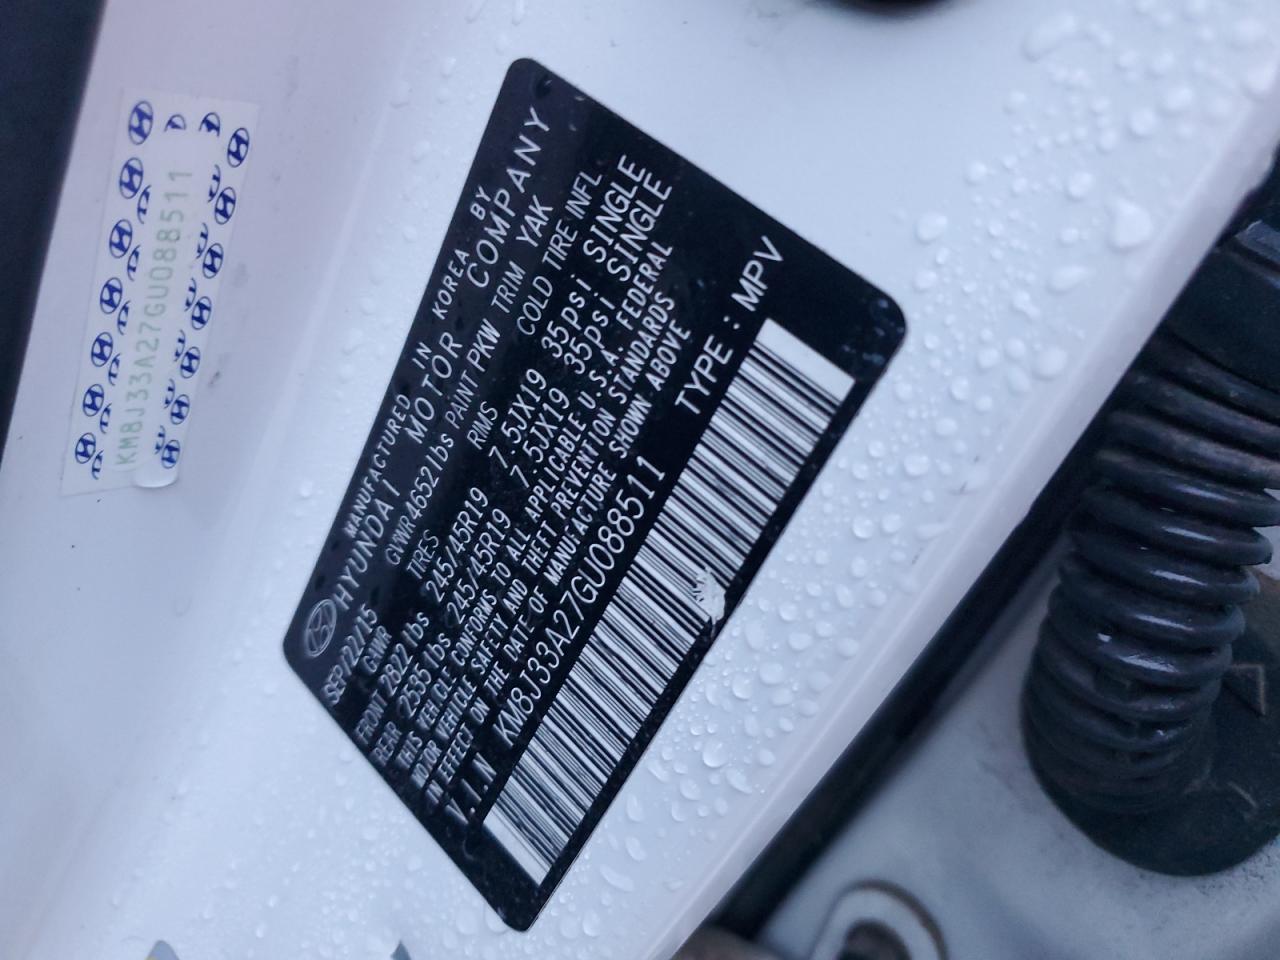 KM8J33A27GU088511
MANUFACTURED IN KOREA BY
HYUNDAI MOTOR COMPANY
SEP/22/15 GVWR 4652 lbs PAINT PKW TRIM YAK
GAWR TIRES RIMS COLD TIRE INFL.
FRONT 2822 lbs 245/45R19 7.5JX19 35psi SINGLE
REAR 2535 lbs 245/45R19 7.5JX19 35psi SINGLE
THIS VEHICLE CONFORMS TO ALL APPLICABLE U.S.A. FEDERAL
MOTOR VEHICLE SAFETY AND THEFT PREVENTION STANDARDS
IN EFFECT ON THE DATE OF MANUFACTURE SHOWN ABOVE
V.I.N KM8J33A27GU088511 TYPE : MPV